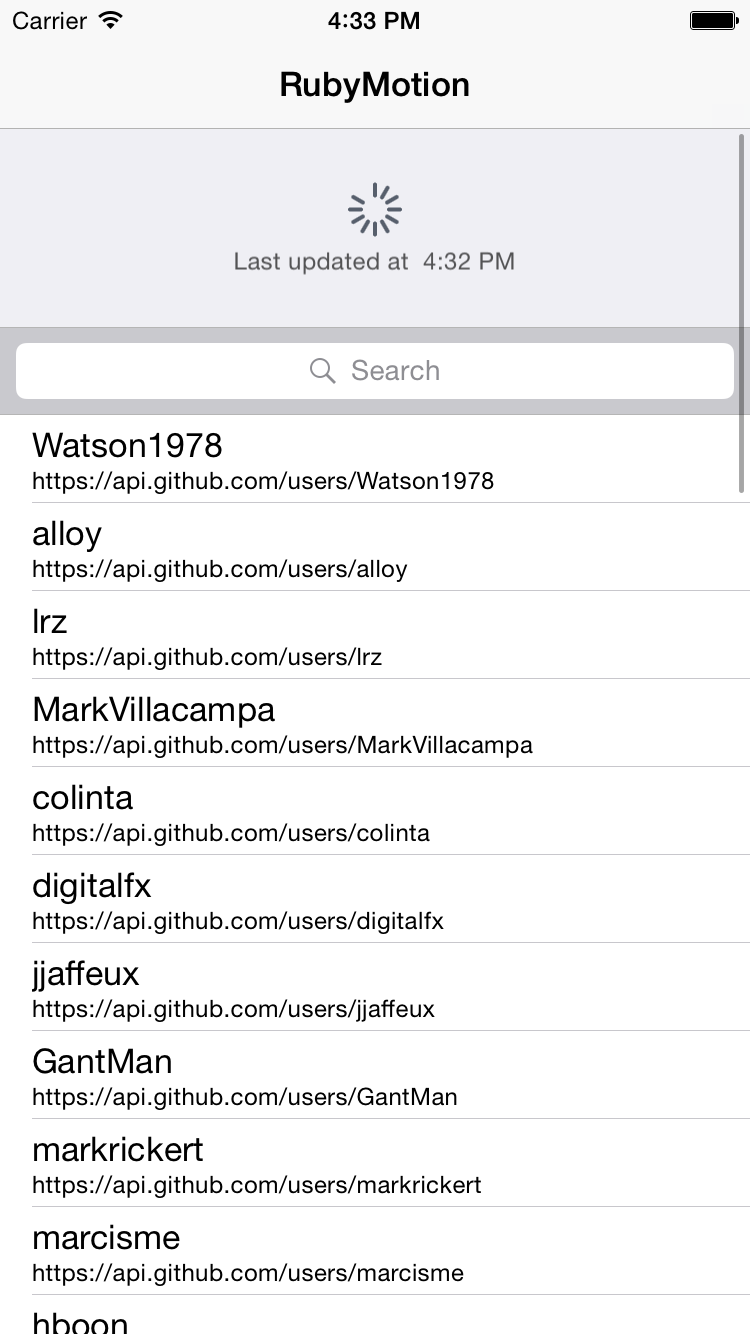 Carrier 4:33 PM
RubyMotion
Last updated at  4:32 PM
Search
Watson1978
https://api.github.com/users/Watson1978
alloy
https://api.github.com/users/alloy
lrz
https://api.github.com/users/lrz
MarkVillacampa
https://api.github.com/users/MarkVillacampa
colinta
https://api.github.com/users/colinta
digitalfx
https://api.github.com/users/digitalfx
jjaffeux
https://api.github.com/users/jjaffeux
GantMan
https://api.github.com/users/GantMan
markrickert
https://api.github.com/users/markrickert
marcisme
https://api.github.com/users/marcisme
hboon